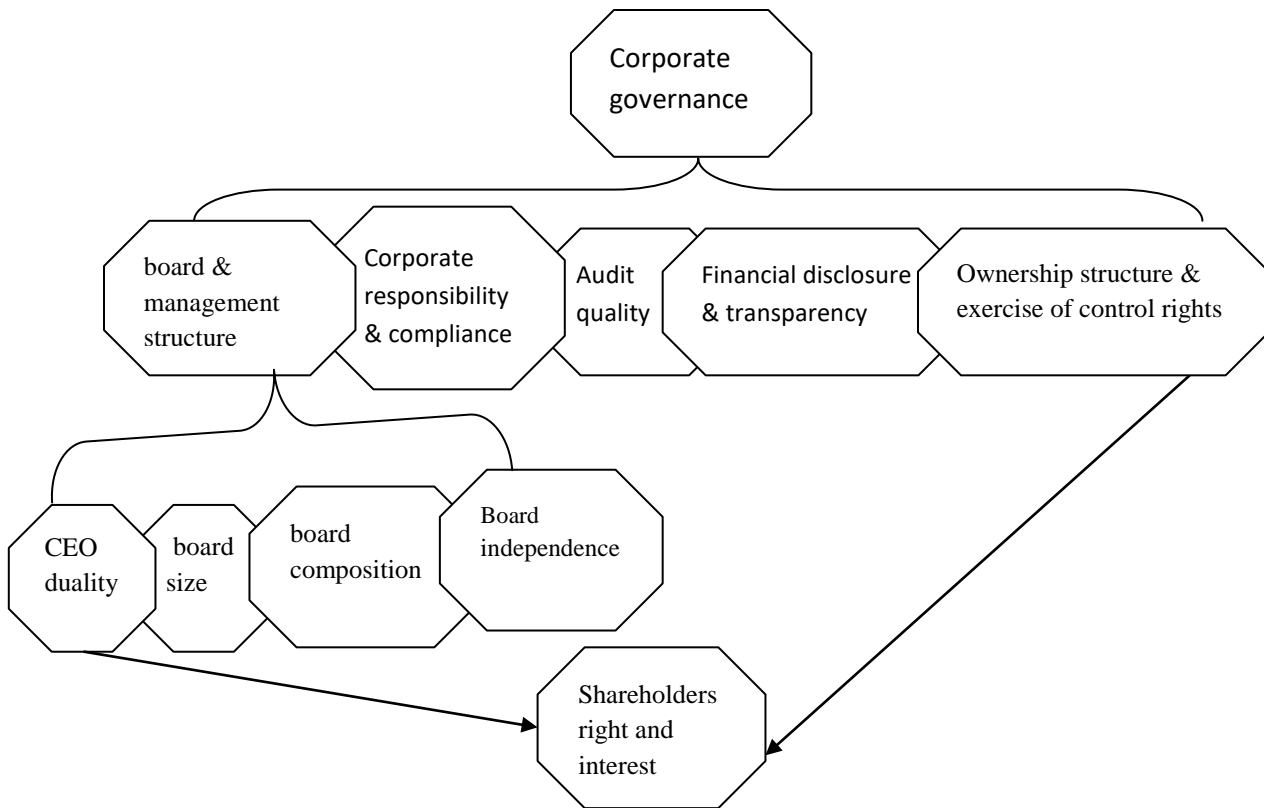 Corporate
governance
board &
management
structure
Corporate
responsibility
& compliance
Audit
quality
Financial disclosure
& transparency
Ownership structure &
exercise of control rights
CEO
duality
board
size
board
composition
Board
independence
Shareholders
right and
interest